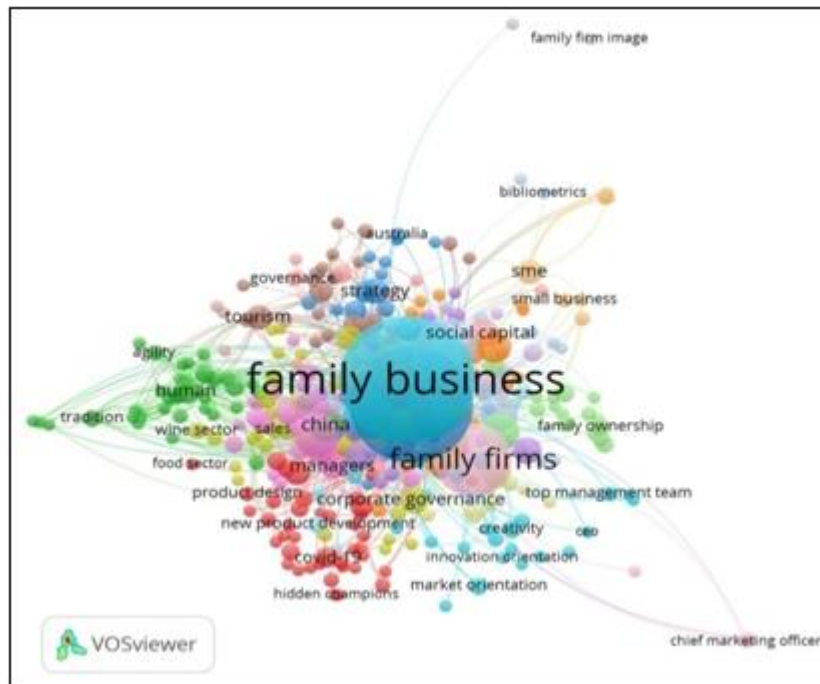 family firm image
bibliometrics
australia
sme
governance
strategy
small business
tourism
social capital
agility
family business
human
tradition
wine sector
sales
china
family ownership
food sector
managers
family firms
product design
corporate governance
top management team
new product development
creativity
ceo
covid-19
innovation orientation
market orientation
hidden champions
chief marketing officer
VOSviewer